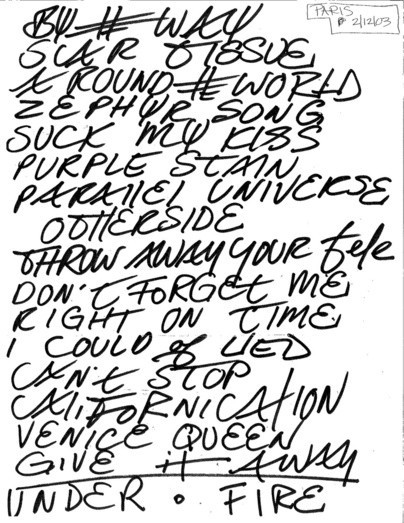 PARIS
2/12/03
BY # WAY
SCAR TISSUE
AROUND # WORLD
ZEPHYR SONG
SUCK MY KISS
PURPLE STAIN
PARALLEL UNIVERSE
OTHERSIDE
THROW AWAY YOUR tele
DON'T FORGET ME
RIGHT ON TIME
I COULD of LIED
CAN'T STOP
CALIFORNICATION
VENICE QUEEN
GIVE it AWAY
UNDER • FIRE